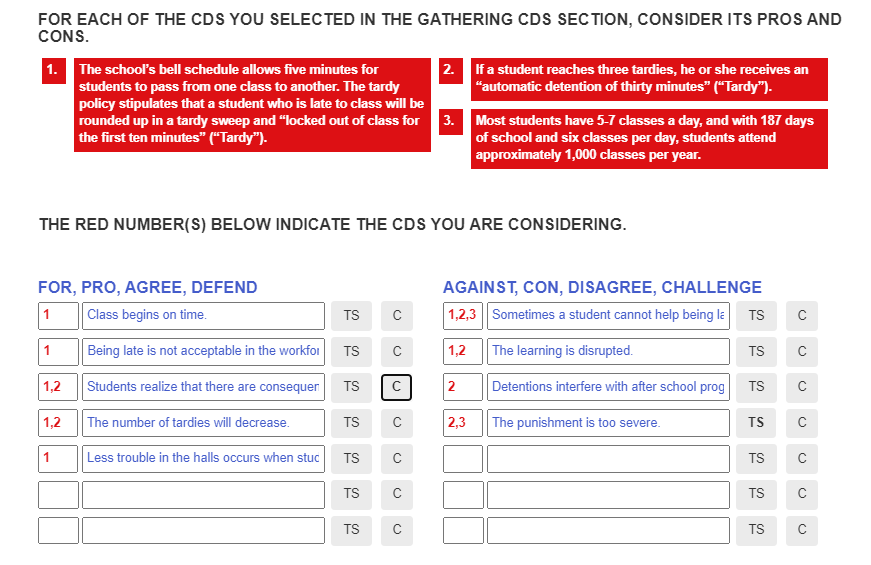 FOR EACH OF THE CDS YOU SELECTED IN THE GATHERING CDS SECTION, CONSIDER ITS PROS AND
CONS.
1.
The school's bell schedule allows five minutes for
students to pass from one class to another. The tardy
policy stipulates that a student who is late to class will be
rounded up in a tardy sweep and “locked out of class for
the first ten minutes” (“Tardy”).
2.
If a student reaches three tardies, he or she receives an
“automatic detention of thirty minutes” (“Tardy”).
3.
Most students have 5-7 classes a day, and with 187 days
of school and six classes per day, students attend
approximately 1,000 classes per year.
THE RED NUMBER(S) BELOW INDICATE THE CDS YOU ARE CONSIDERING.
FOR, PRO, AGREE, DEFEND
1 Class begins on time. TS C
1 Being late is not acceptable in the workfor TS C
1,2 Students realize that there are consequen TS C
1,2 The number of tardies will decrease. TS C
1 Less trouble in the halls occurs when stud TS C
TS C
TS C
AGAINST, CON, DISAGREE, CHALLENGE
1,2,3 Sometimes a student cannot help being la TS C
1,2 The learning is disrupted. TS C
2 Detentions interfere with after school prog TS C
2,3 The punishment is too severe. TS C
TS C
TS C
TS C